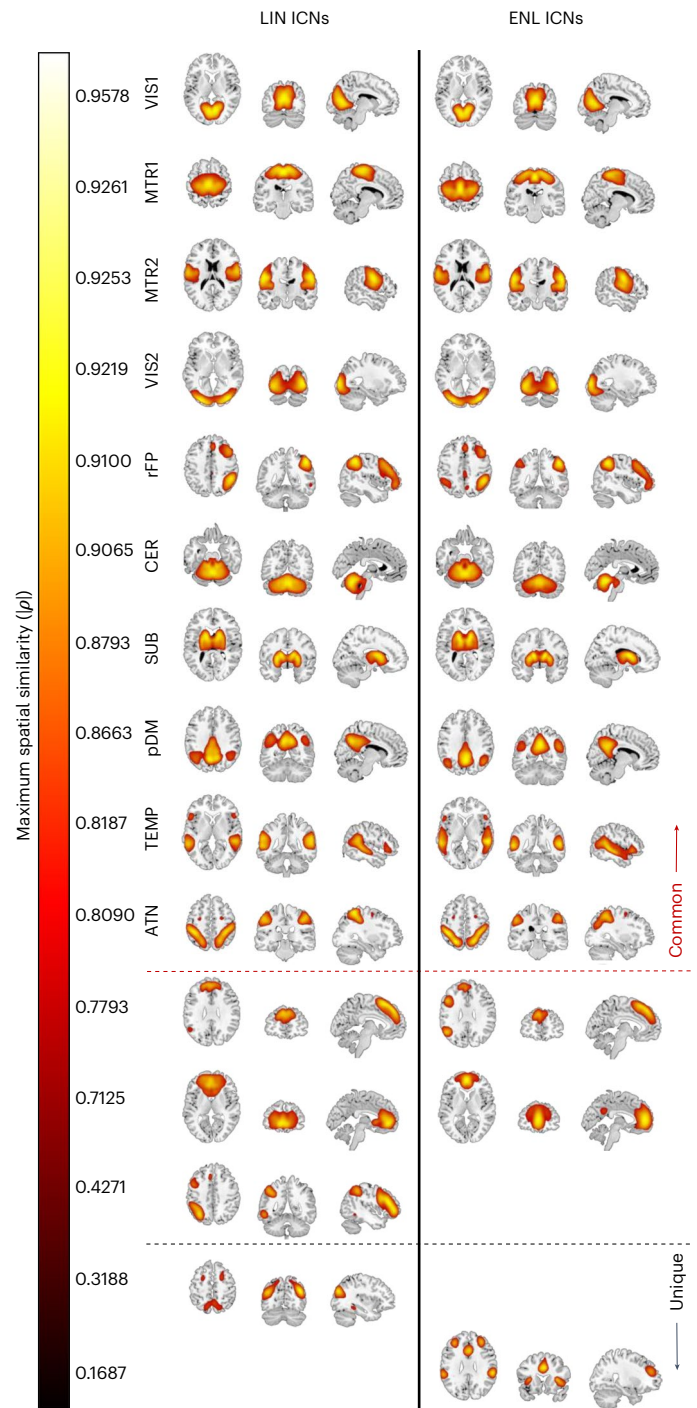 LIN ICNs
ENL ICNs
Maximum spatial similarity (|ρ|)
0.9578
VIS1
0.9261
MTR1
0.9253
MTR2
0.9219
VIS2
0.9100
rFP
0.9065
CER
0.8793
SUB
0.8663
pDM
0.8187
TEMP
0.8090
ATN
Common
0.7793
0.7125
0.4271
0.3188
Unique
0.1687